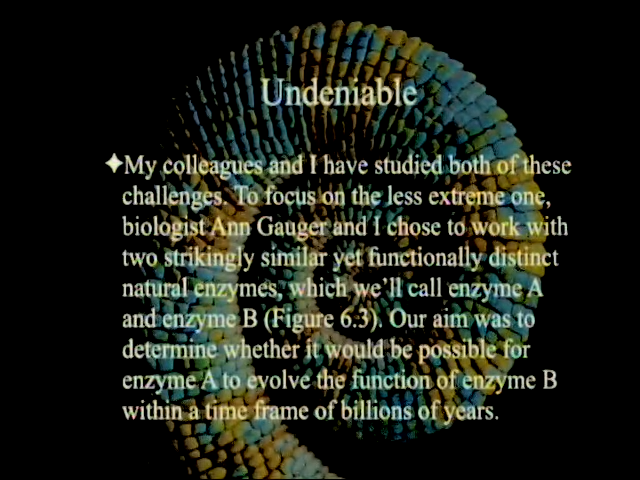 Undeniable
✦My colleagues and I have studied both of these
challenges. To focus on the less extreme one,
biologist Ann Gauger and I chose to work with
two strikingly similar yet functionally distinct
natural enzymes, which we'll call enzyme A
and enzyme B (Figure 6.3). Our aim was to
determine whether it would be possible for
enzyme A to evolve the function of enzyme B
within a time frame of billions of years.